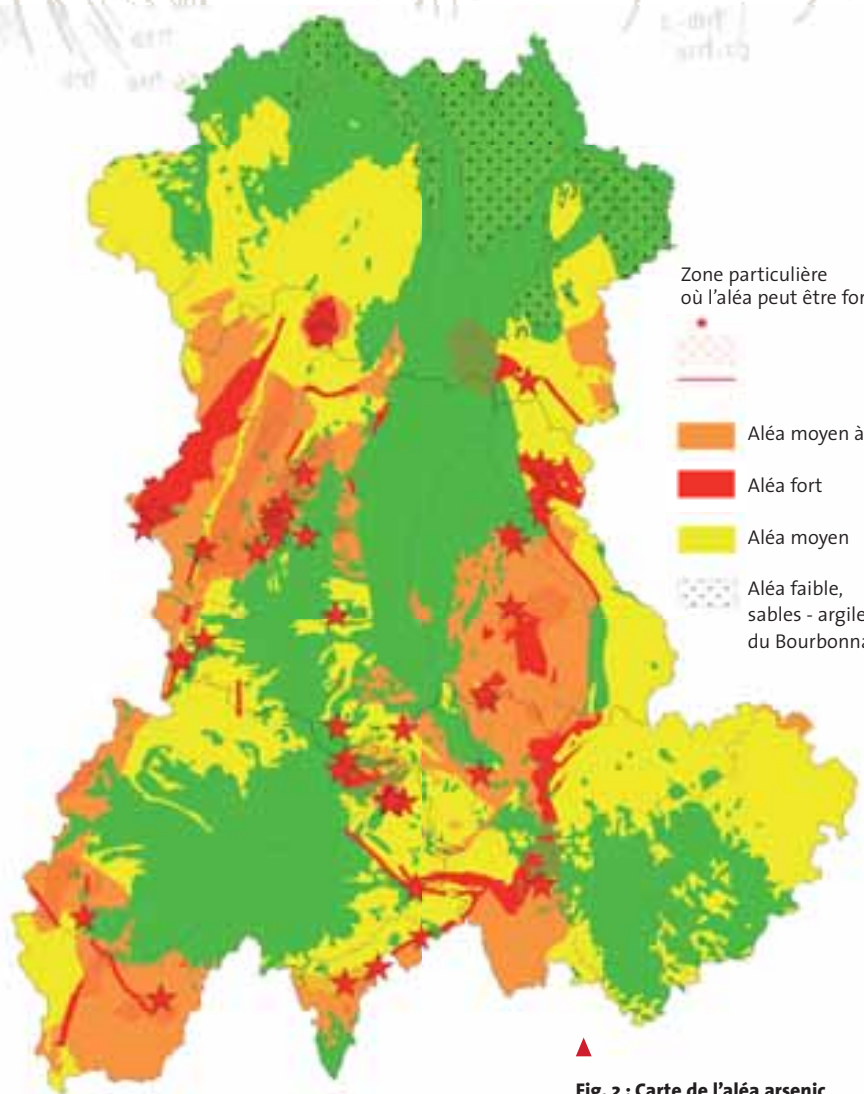 Zone particulière
où l'aléa peut être for
Aléa moyen à
Aléa fort
Aléa moyen
Aléa faible,
sables - argile
du Bourbonna
Fig. 2 : Carte de l'aléa arsenic